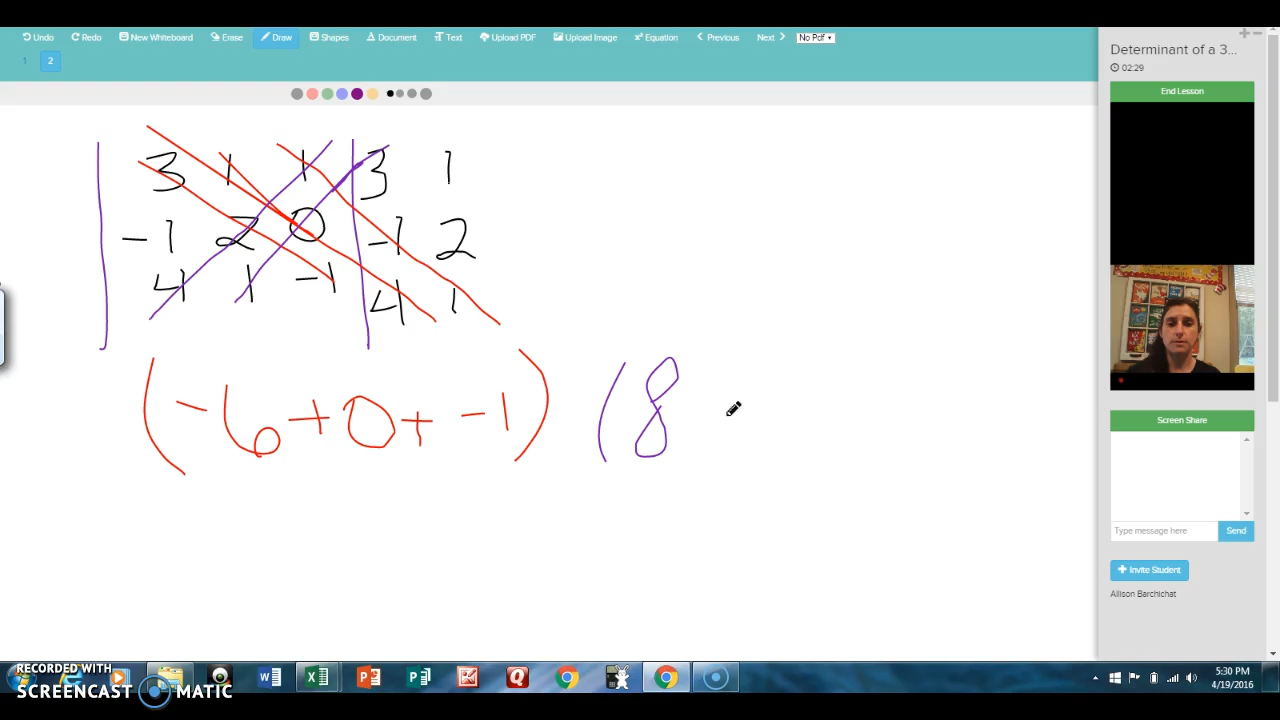 Undo Redo New Whiteboard Erase Draw Shapes Document Text Upload PDF Upload Image x² Equation Previous Next No Pdf
1 2
Determinant of a 3...
02:29
End Lesson
3 1 1 3 1
-1 2 0 -1 2
4 1 -1 4 1
(-6+0+ -1) (8
Screen Share
Type message here Send
Invite Student
Allison Barchichat
RECORDED WITH
SCREENCAST MATIC
5:30 PM
4/19/2016